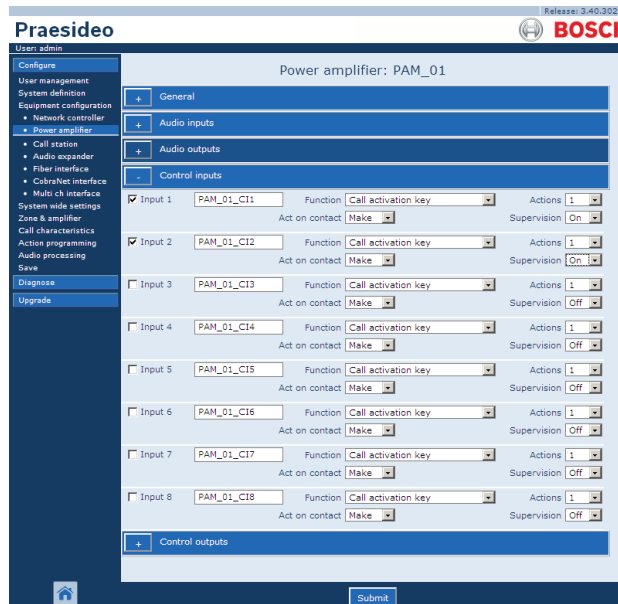 Release: 3.40.302
Praesideo
BOSCH
User: admin
Configure
User management
System definition
Equipment configuration
Network controller
Power amplifier
Call station
Audio expander
Fiber interface
CobraNet interface
Multi ch interface
System wide settings
Zone & amplifier
Call characteristics
Action programming
Audio processing
Save
Diagnose
Upgrade
Power amplifier: PAM_01
+ General
+ Audio inputs
+ Audio outputs
- Control inputs
Input 1 PAM_01_CI1 Function Call activation key Actions 1
Act on contact Make Supervision On
Input 2 PAM_01_CI2 Function Call activation key Actions 1
Act on contact Make Supervision On
Input 3 PAM_01_CI3 Function Call activation key Actions 1
Act on contact Make Supervision Off
Input 4 PAM_01_CI4 Function Call activation key Actions 1
Act on contact Make Supervision Off
Input 5 PAM_01_CI5 Function Call activation key Actions 1
Act on contact Make Supervision Off
Input 6 PAM_01_CI6 Function Call activation key Actions 1
Act on contact Make Supervision Off
Input 7 PAM_01_CI7 Function Call activation key Actions 1
Act on contact Make Supervision Off
Input 8 PAM_01_CI8 Function Call activation key Actions 1
Act on contact Make Supervision Off
+ Control outputs
Submit